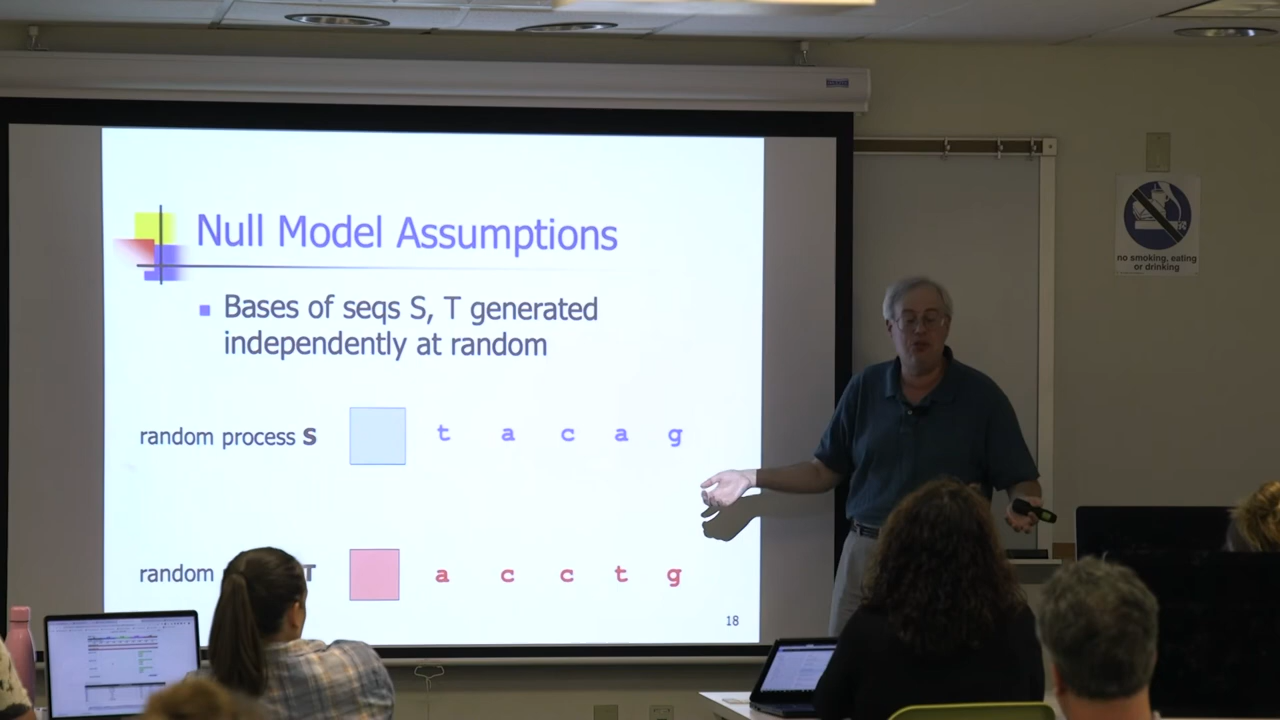 Null Model Assumptions
Bases of seqs S, T generated
independently at random
random process S
t a c a g
random T
a c c t g
18
no smoking, eating
or drinking